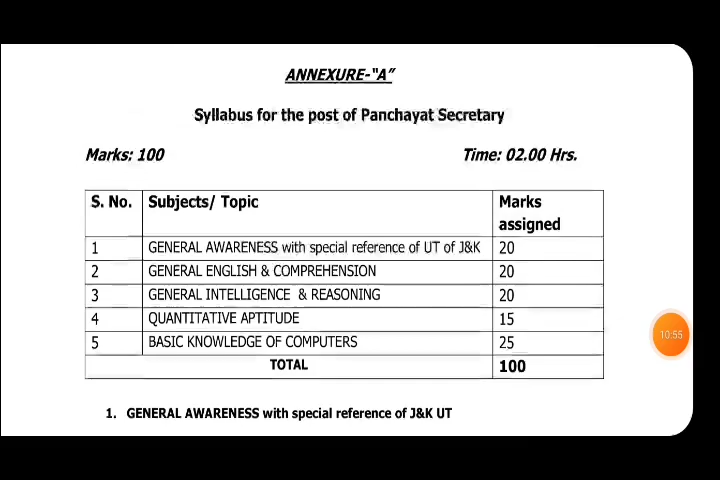 ANNEXURE-"A"
Syllabus for the post of Panchayat Secretary
Marks: 100 Time: 02.00 Hrs.
S. No. Subjects/ Topic Marks assigned
1 GENERAL AWARENESS with special reference of UT of J&K 20
2 GENERAL ENGLISH & COMPREHENSION 20
3 GENERAL INTELLIGENCE & REASONING 20
4 QUANTITATIVE APTITUDE 15
5 BASIC KNOWLEDGE OF COMPUTERS 25
TOTAL 100
1. GENERAL AWARENESS with special reference of J&K UT
10:55